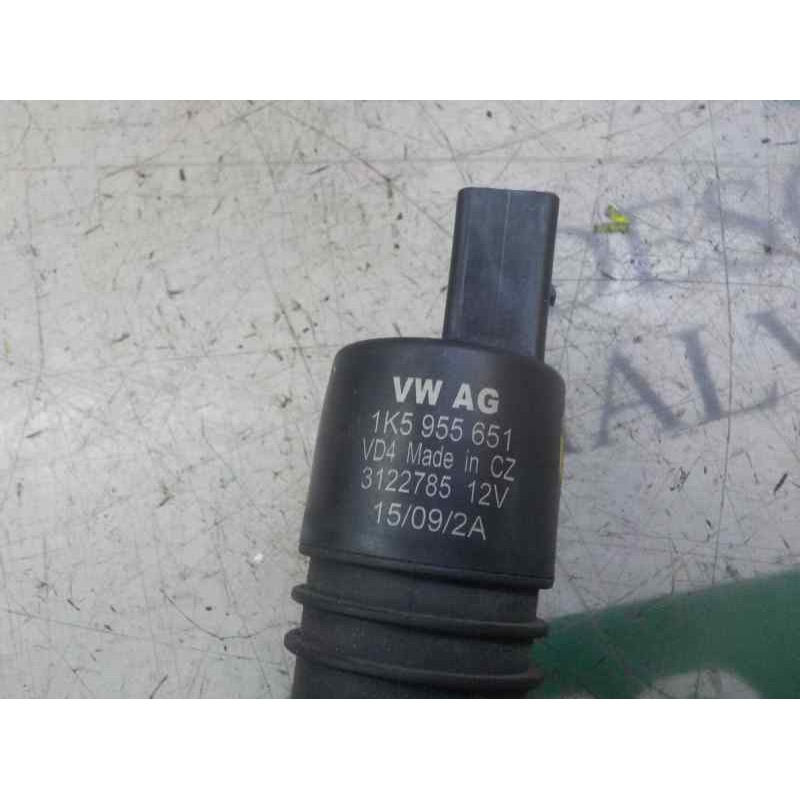 VW AG
1K5 955 651
VD4 Made in CZ
3122785 12V
15/09/2A